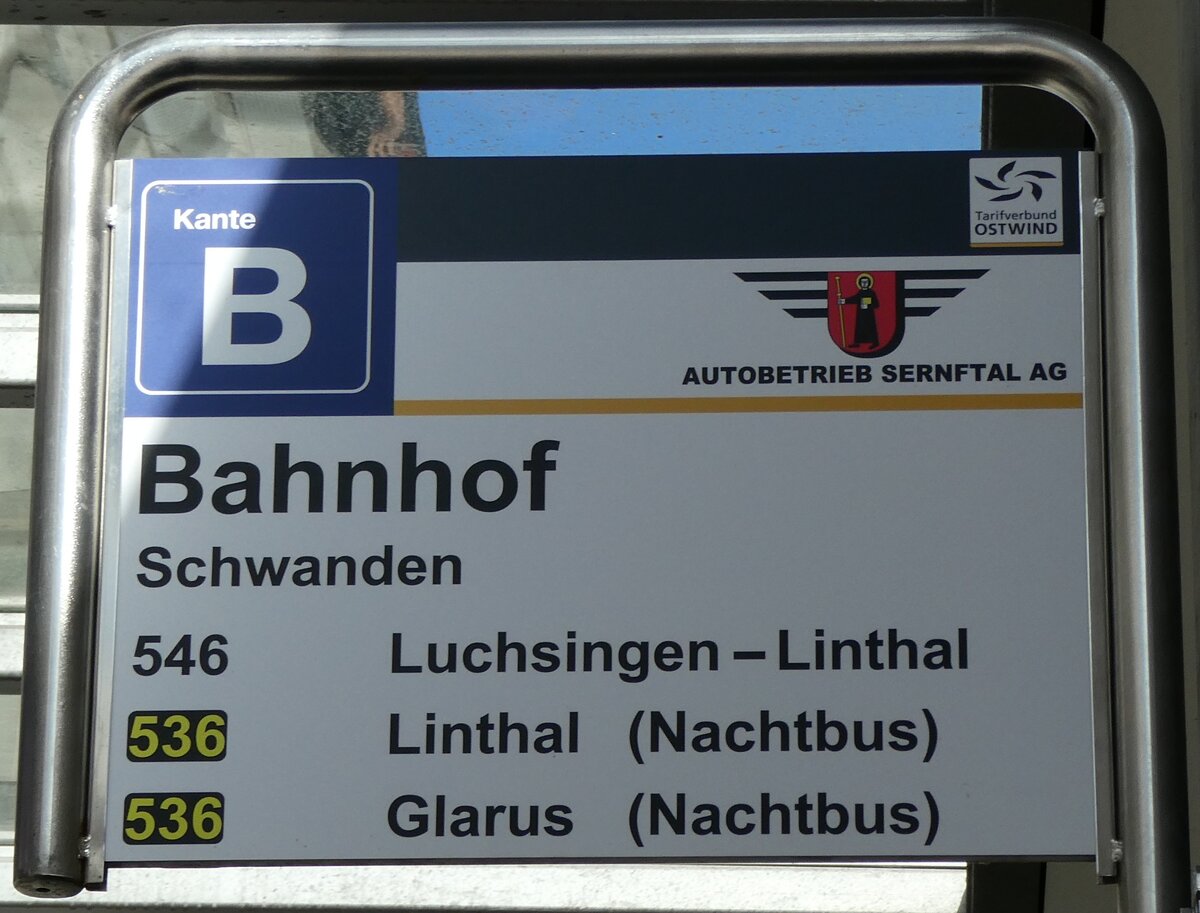 Kante
B
Tarifverbund
OSTWIND
AUTOBETRIEB SERNFTAL AG
Bahnhof
Schwanden
546 Luchsingen – Linthal
536 Linthal (Nachtbus)
536 Glarus (Nachtbus)